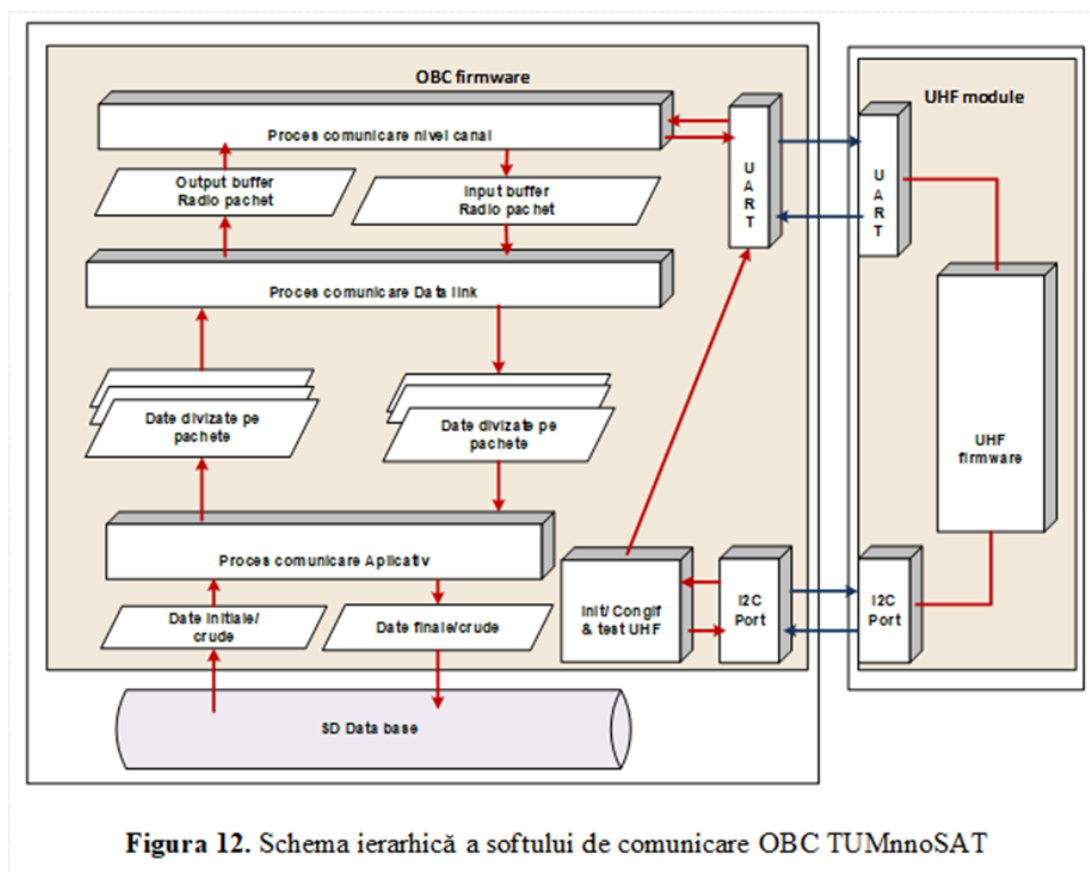 OBC firmware
UHF module
Proces comunicare nivel canal
Output buffer
Radio pachet
Input buffer
Radio pachet
U
A
R
T
U
A
R
T
Proces comunicare Data link
Date divizate pe
pachete
Date divizate pe
pachete
UHF
firmware
Proces comunicare Aplicativ
Date initiale/
crude
Date finale/crude
Init/ Congif
& test UHF
I2C
Port
I2C
Port
SD Data base
Figura 12. Schema ierarhică a softului de comunicare OBC TUMnnoSAT